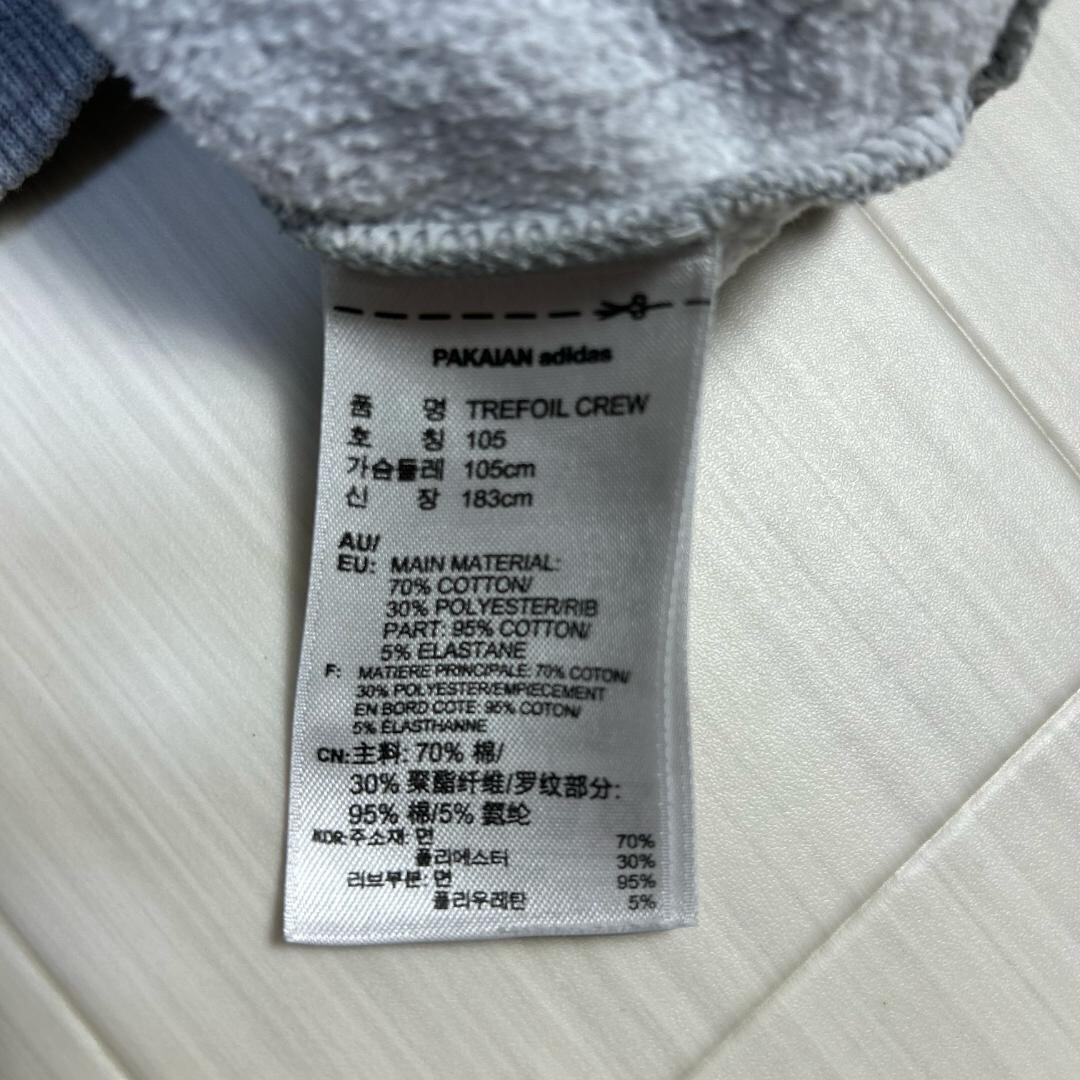 PAKAIAN adidas
품 명 TREFOIL CREW
호 칭 105
가슴둘레 105cm
신 장 183cm
AU/
EU: MAIN MATERIAL:
70% COTTON/
30% POLYESTER/RIB
PART: 95% COTTON/
5% ELASTANE
F: MATIERE PRINCIPALE: 70% COTON/
30% POLYESTER/EMPIECEMENT
EN BORD COTE: 95% COTON/
5% ÉLASTHANNE
CN:主料: 70% 棉/
30% 聚酯纤维/罗纹部分:
95% 棉/5% 氨纶
KOR:주소재: 면 70%
폴리에스터 30%
리브부분: 면 95%
폴리우레탄 5%